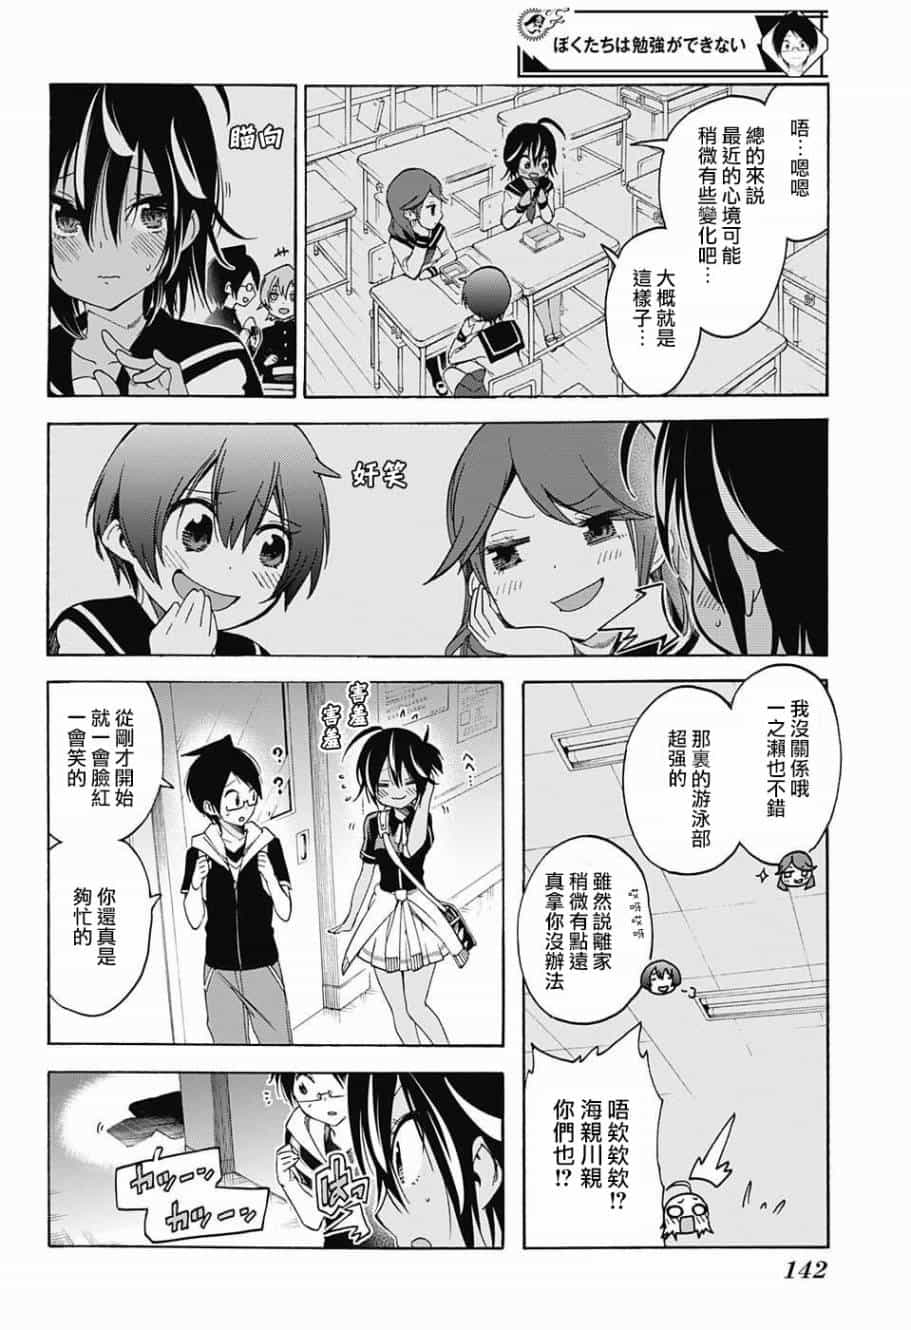 ぼくたちは勉強ができない
唔…嗯嗯
總的來說
最近的心境可能
稍微有些變化吧…
大概就是
這樣子…
瞄向
奸笑
我沒關係哦
一之瀨也不錯
那裏的游泳部
超强的
雖然說離家
稍微有點遠
真拿你沒辦法
唔欸欸欸!?
海親川親
你們也!?
害羞
害羞
へへ…
?
?
從剛才開始
就一會臉紅
一會笑的
你還真是
夠忙的
はっ
カツーン
カツーン
142